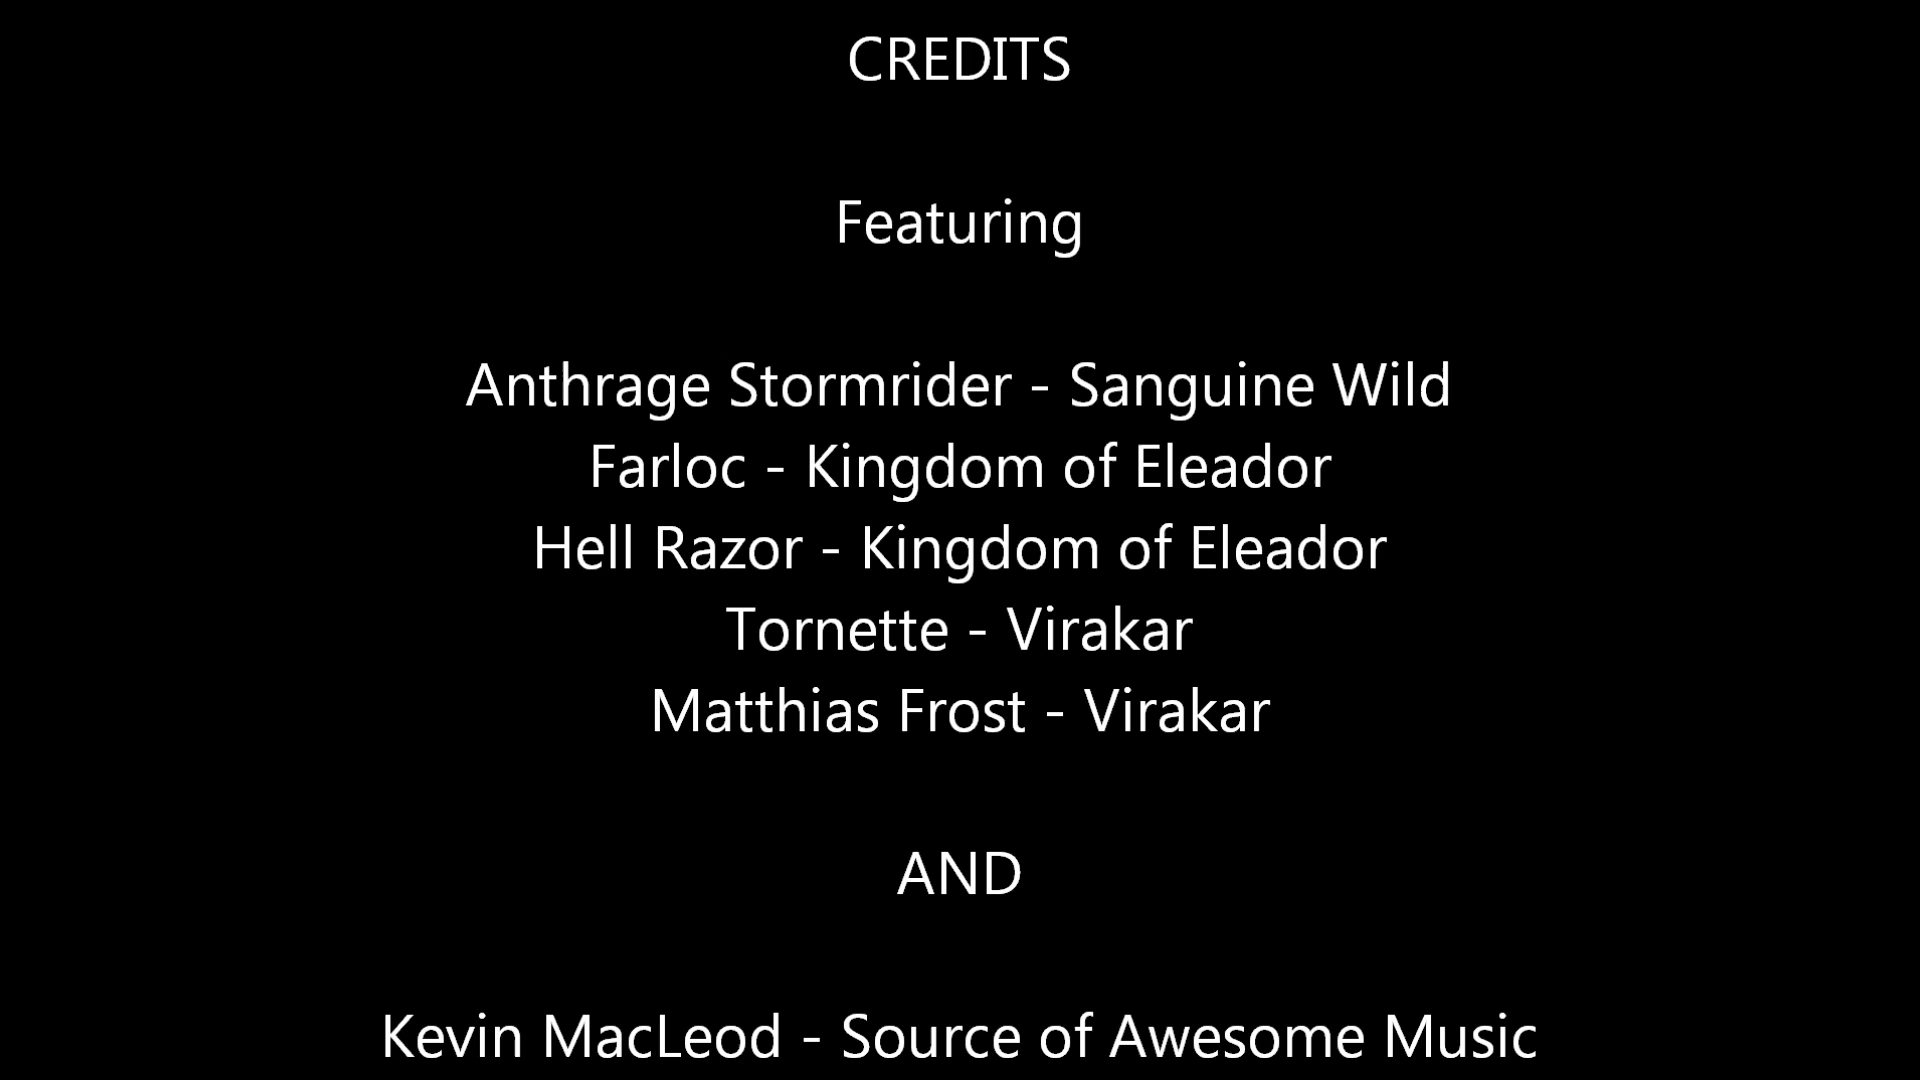 CREDITS
Featuring
Anthrage Stormrider - Sanguine Wild
Farloc - Kingdom of Eleador
Hell Razor - Kingdom of Eleador
Tornette - Virakar
Matthias Frost - Virakar
AND
Kevin MacLeod - Source of Awesome Music